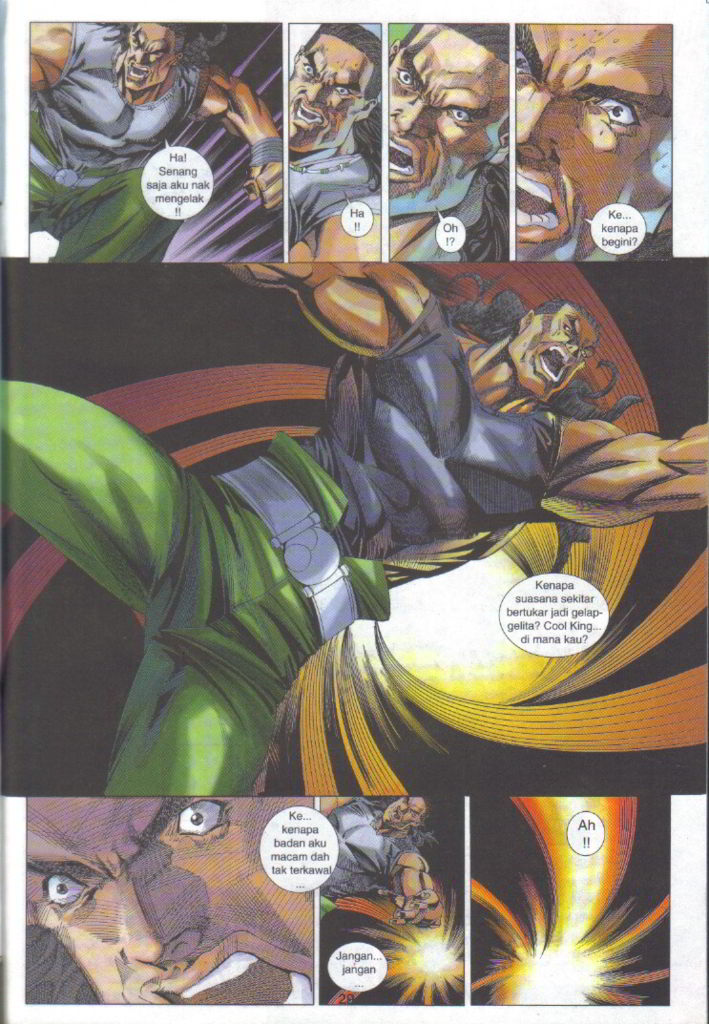 Ha!
Senang
saja aku nak
mengelak
!!
Ha
!!
Oh
!?
Ke...
kenapa
begini?
Kenapa
suasana sekitar
bertukar jadi gelap-
gelita? Cool King...
di mana kau?
Ke...
kenapa
badan aku
macam dah
tak terkawal
...
Jangan...
jangan
...
Ah
!!
29